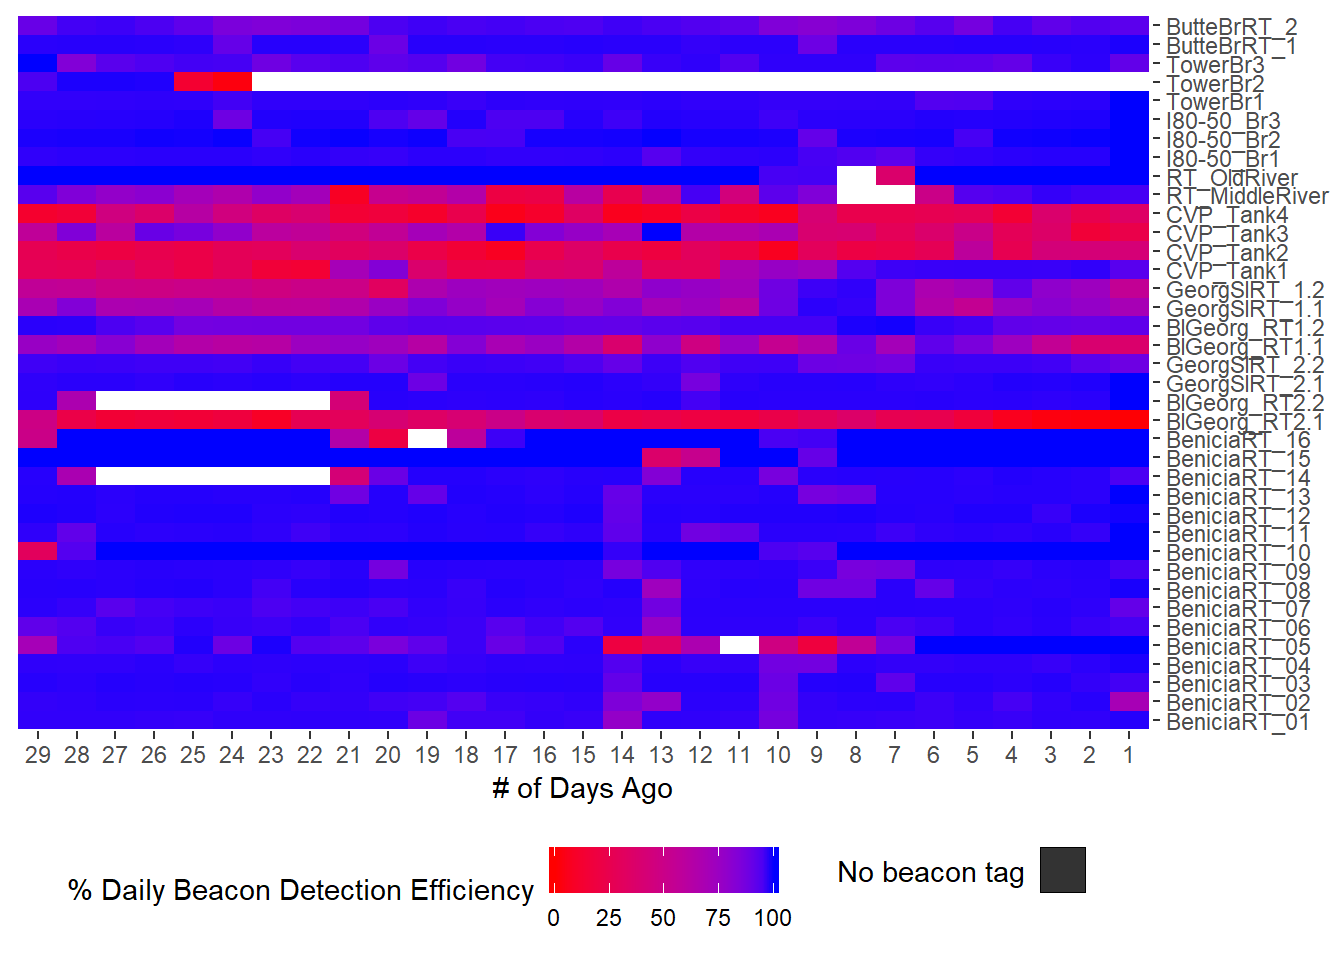 ButteBrRT_2
ButteBrRT_1
TowerBr3
TowerBr2
TowerBr1
I80-50_Br3
I80-50_Br2
I80-50_Br1
RT_OldRiver
RT_MiddleRiver
CVP_Tank4
CVP_Tank3
CVP_Tank2
CVP_Tank1
GeorgSlRT_1.2
GeorgSlRT_1.1
BlGeorg_RT1.2
BlGeorg_RT1.1
GeorgSlRT_2.2
GeorgSlRT_2.1
BlGeorg_RT2.2
BlGeorg_RT2.1
BeniciaRT_16
BeniciaRT_15
BeniciaRT_14
BeniciaRT_13
BeniciaRT_12
BeniciaRT_11
BeniciaRT_10
BeniciaRT_09
BeniciaRT_08
BeniciaRT_07
BeniciaRT_06
BeniciaRT_05
BeniciaRT_04
BeniciaRT_03
BeniciaRT_02
BeniciaRT_01
29 28 27 26 25 24 23 22 21 20 19 18 17 16 15 14 13 12 11 10 9 8 7 6 5 4 3 2 1
# of Days Ago
% Daily Beacon Detection Efficiency
0 25 50 75 100
No beacon tag